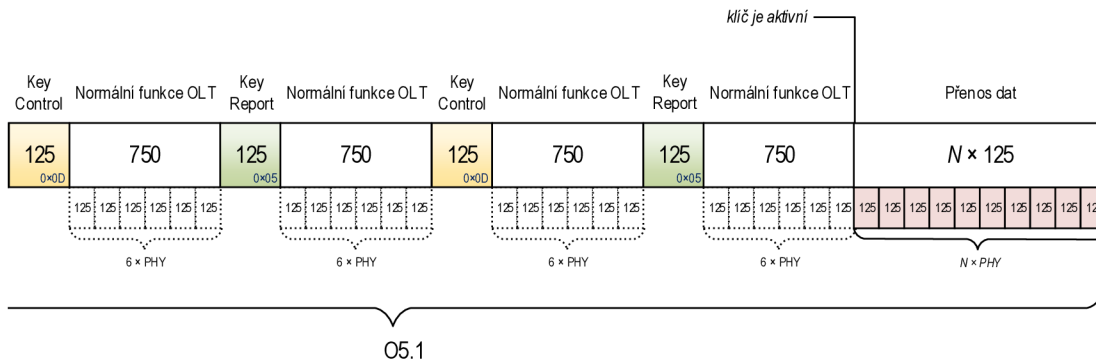 klíč je aktivní
Key Control
Normální funkce OLT
Key Report
Normální funkce OLT
Key Control
Normální funkce OLT
Key Report
Normální funkce OLT
Přenos dat
125 0×0D
750
125 0×05
750
125 0×0D
750
125 0×05
750
N × 125
125 125 125 125 125 125
125 125 125 125 125 125
125 125 125 125 125 125
125 125 125 125 125 125
125 125 125 125 125 125 125 125 125 12
6 × PHY
6 × PHY
6 × PHY
6 × PHY
N × PHY
O5.1